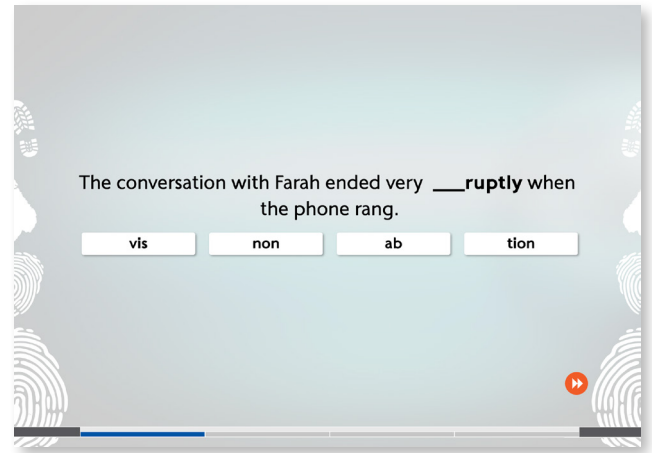 The conversation with Farah ended very ___ruptly when
the phone rang.
vis non ab tion